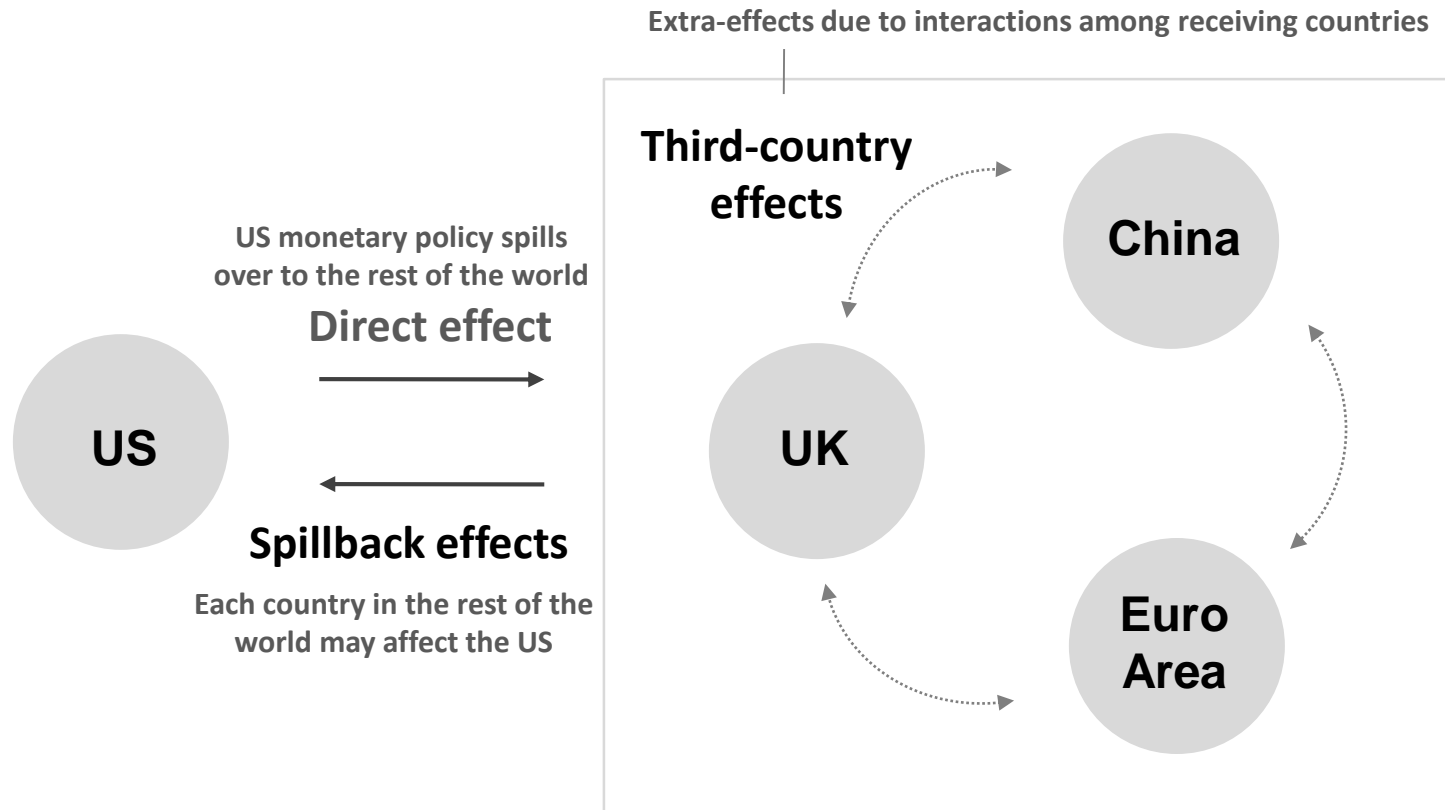 Extra-effects due to interactions among receiving countries
Third-country
effects
China
US monetary policy spills
over to the rest of the world
Direct effect
US
UK
Spillback effects
Each country in the rest of the
world may affect the US
Euro
Area